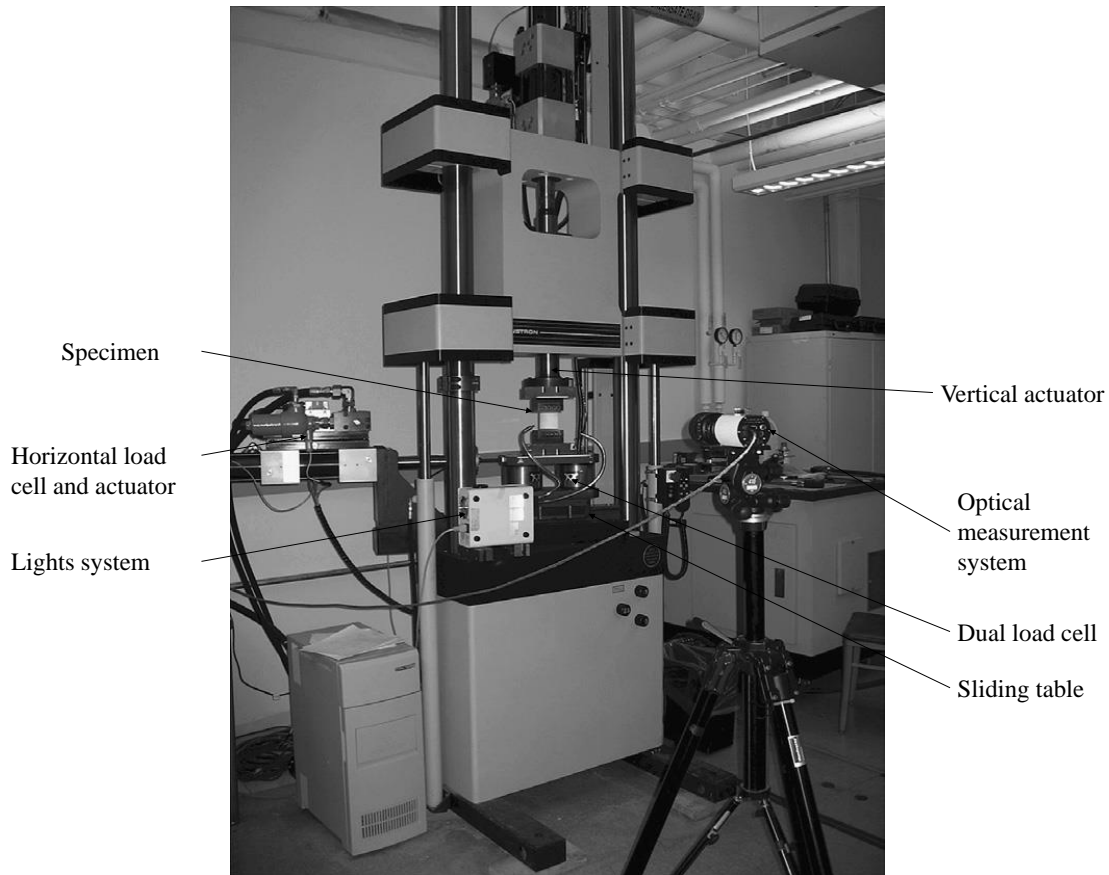 Specimen
Horizontal load
cell and actuator
Lights system
Vertical actuator
Optical
measurement
system
Dual load cell
Sliding table